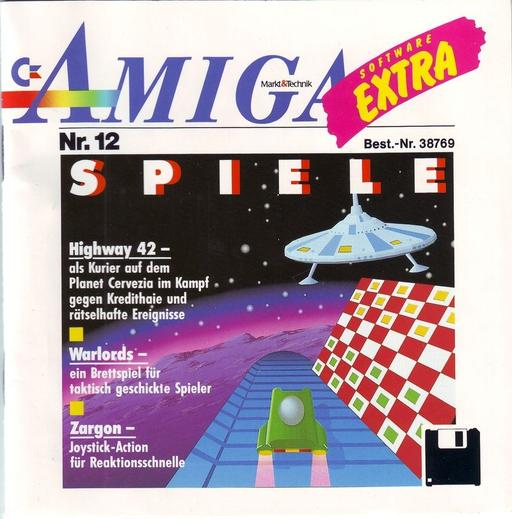 AMIGA
Markt&Technik
SOFTWARE
EXTRA
Nr. 12
Best.-Nr. 38769
SPIELE
Highway 42 –
als Kurier auf dem
Planet Cervezia im Kampf
gegen Kredithaie und
rätselhafte Ereignisse
Warlords –
ein Brettspiel für
taktisch geschickte Spieler
Zargon –
Joystick-Action
für Reaktionsschnelle